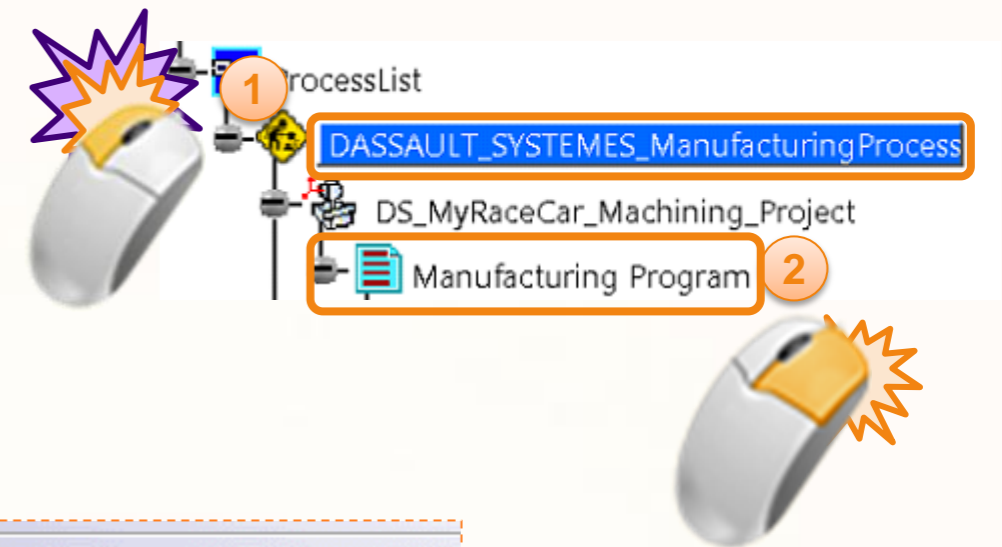 1
rocessList
DASSAULT_SYSTEMES_ManufacturingProcess
DS_MyRaceCar_Machining_Project
Manufacturing Program
2